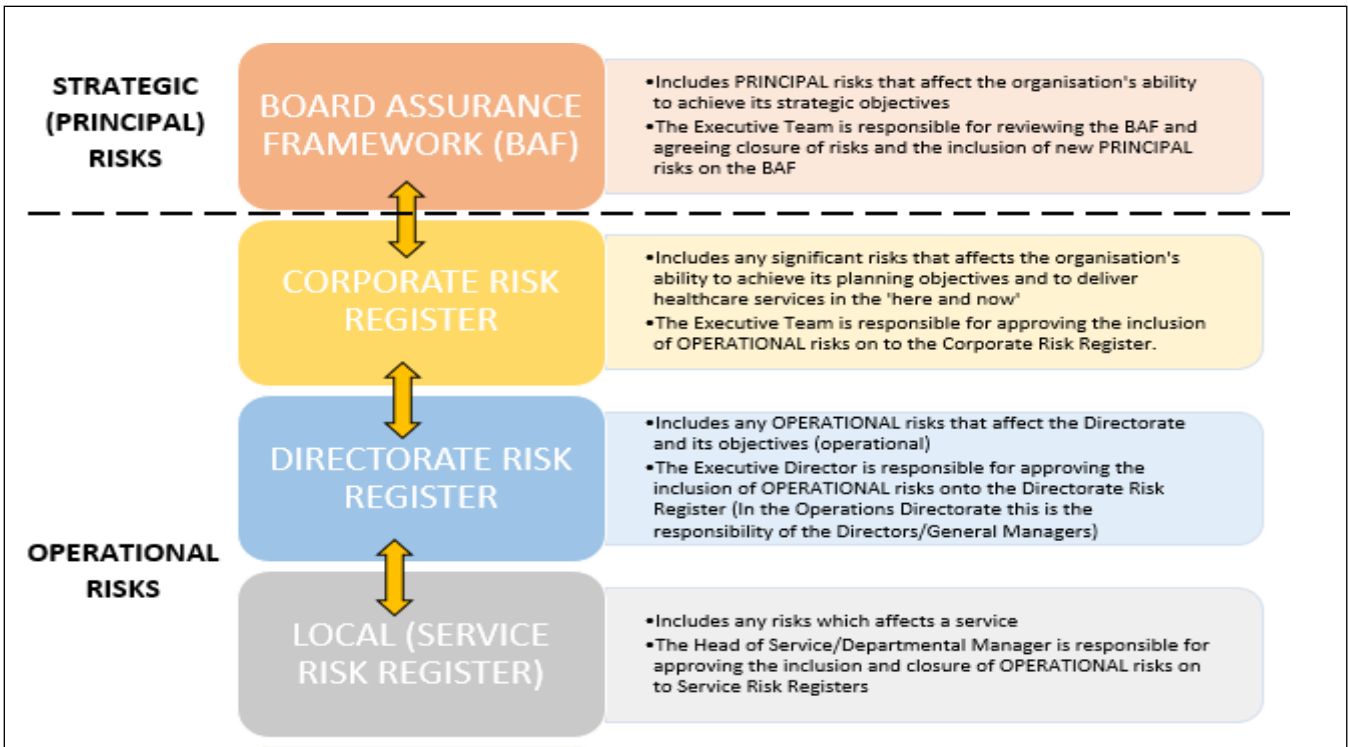 STRATEGIC
(PRINCIPAL)
RISKS
BOARD ASSURANCE
FRAMEWORK (BAF)
•Includes PRINCIPAL risks that affect the organisation's ability
to achieve its strategic objectives
•The Executive Team is responsible for reviewing the BAF and
agreeing closure of risks and the inclusion of new PRINCIPAL
risks on the BAF
CORPORATE RISK
REGISTER
•Includes any significant risks that affects the organisation's
ability to achieve its planning objectives and to deliver
healthcare services in the 'here and now'
•The Executive Team is responsible for approving the inclusion
of OPERATIONAL risks on to the Corporate Risk Register.
OPERATIONAL
RISKS
DIRECTORATE RISK
REGISTER
•Includes any OPERATIONAL risks that affect the Directorate
and its objectives (operational)
•The Executive Director is responsible for approving the
inclusion of OPERATIONAL risks onto the Directorate Risk
Register (In the Operations Directorate this is the
responsibility of the Directors/General Managers)
LOCAL (SERVICE
RISK REGISTER)
•Includes any risks which affects a service
•The Head of Service/Departmental Manager is responsible for
approving the inclusion and closure of OPERATIONAL risks on
to Service Risk Registers